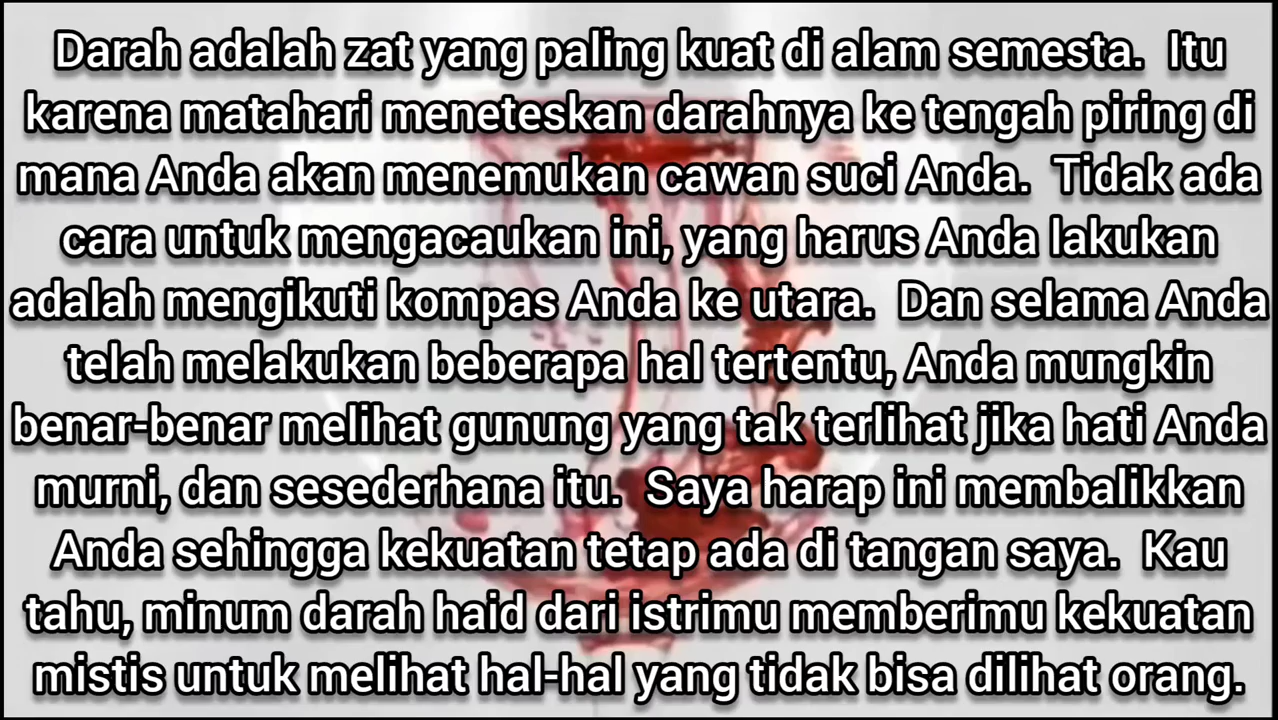 Darah adalah zat yang paling kuat di alam semesta.  Itu
karena matahari meneteskan darahnya ke tengah piring di
mana Anda akan menemukan cawan suci Anda.  Tidak ada
cara untuk mengacaukan ini, yang harus Anda lakukan
adalah mengikuti kompas Anda ke utara.  Dan selama Anda
telah melakukan beberapa hal tertentu, Anda mungkin
benar-benar melihat gunung yang tak terlihat jika hati Anda
murni, dan sesederhana itu.  Saya harap ini membalikkan
Anda sehingga kekuatan tetap ada di tangan saya.  Kau
tahu, minum darah haid dari istrimu memberimu kekuatan
mistis untuk melihat hal-hal yang tidak bisa dilihat orang.